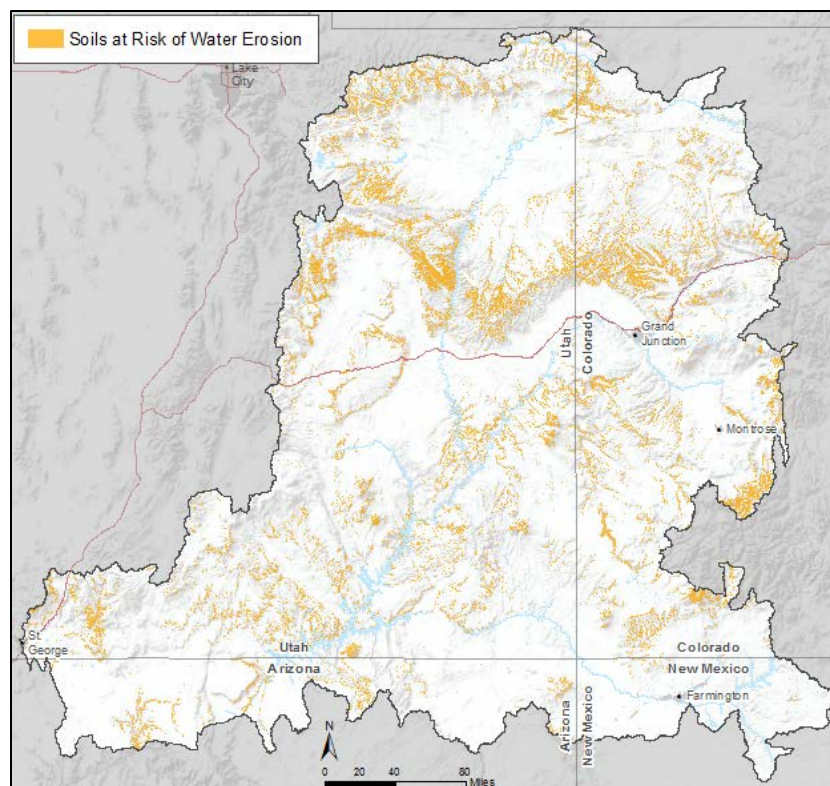 Soils at Risk of Water Erosion
Lake
City
Utah
Colorado
Grand
Junction
Montrose
St.
George
Utah
Arizona
Colorado
New Mexico
Farmington
Arizona
New Mexico
N
0 20 40 80
Miles